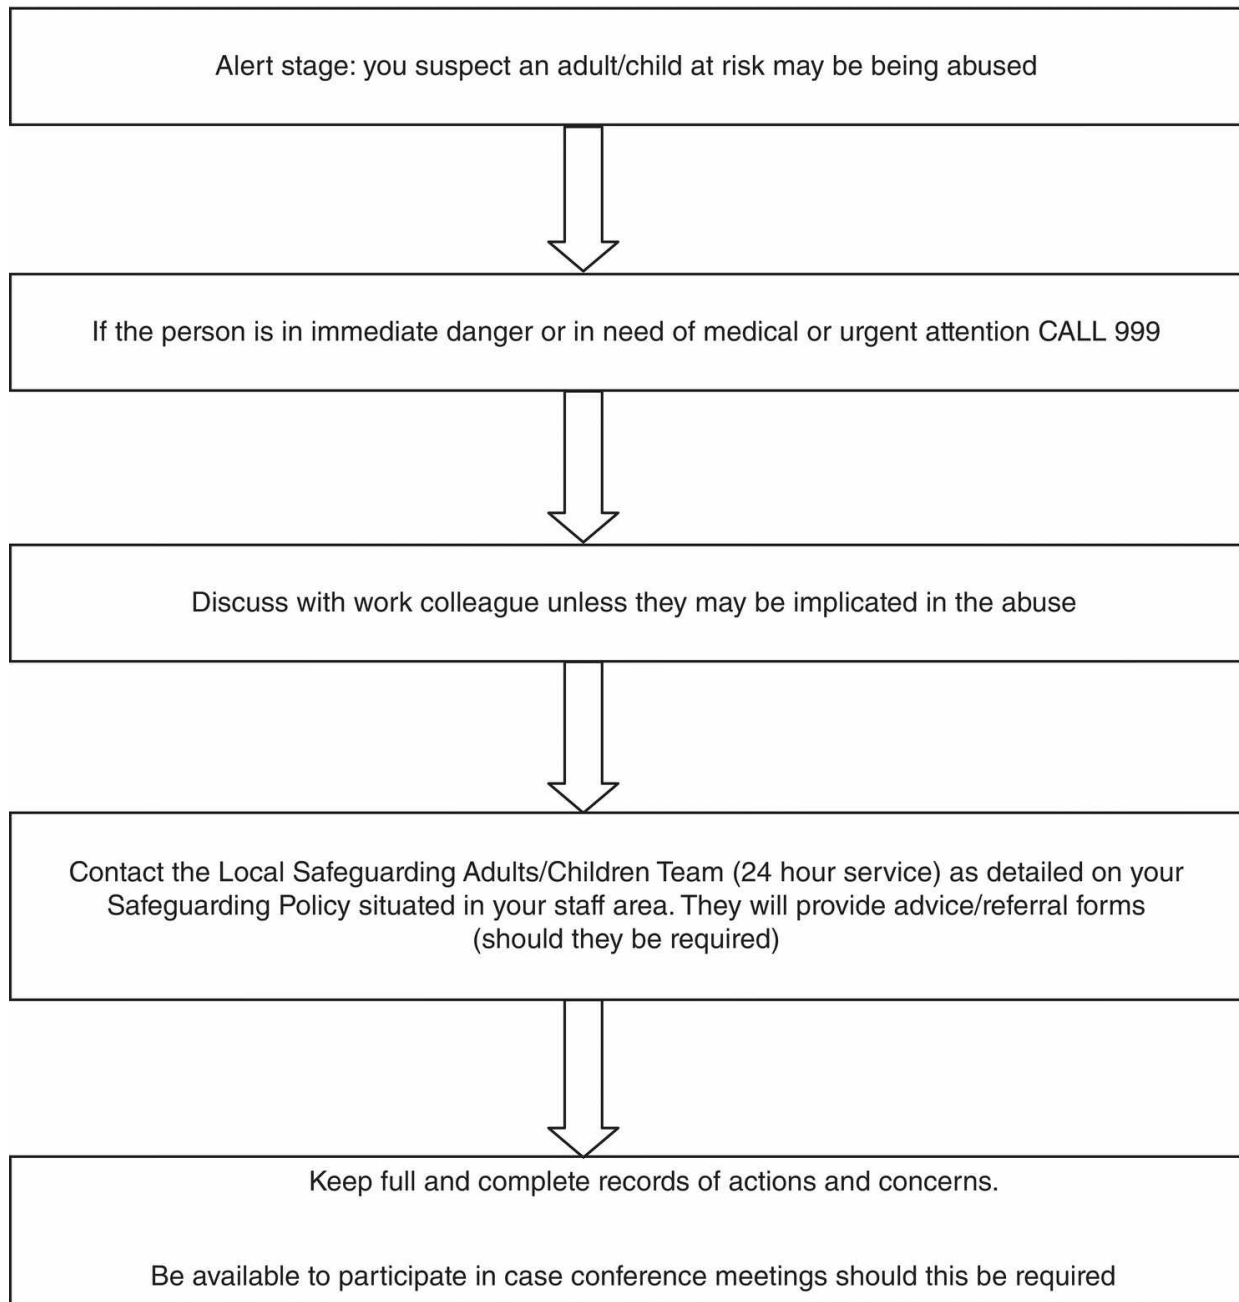 Alert stage: you suspect an adult/child at risk may be being abused
If the person is in immediate danger or in need of medical or urgent attention CALL 999
Discuss with work colleague unless they may be implicated in the abuse
Contact the Local Safeguarding Adults/Children Team (24 hour service) as detailed on your
Safeguarding Policy situated in your staff area. They will provide advice/referral forms
(should they be required)
Keep full and complete records of actions and concerns.
Be available to participate in case conference meetings should this be required